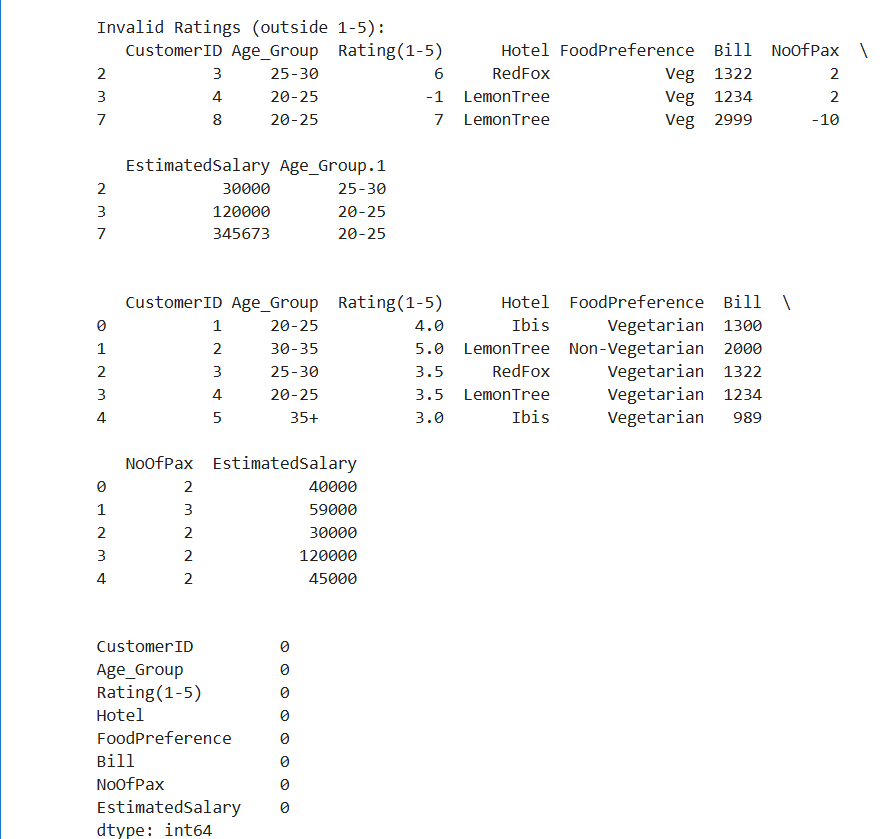 Invalid Ratings (outside 1-5):
   CustomerID Age_Group  Rating(1-5)      Hotel FoodPreference  Bill  NoOfPax  \
2           3     25-30            6     RedFox            Veg  1322        2
3           4     20-25           -1  LemonTree            Veg  1234        2
7           8     20-25            7  LemonTree            Veg  2999      -10

   EstimatedSalary Age_Group.1
2            30000       25-30
3           120000       20-25
7           345673       20-25


   CustomerID Age_Group  Rating(1-5)      Hotel  FoodPreference  Bill  \
0           1     20-25          4.0       Ibis      Vegetarian  1300
1           2     30-35          5.0  LemonTree  Non-Vegetarian  2000
2           3     25-30          3.5     RedFox      Vegetarian  1322
3           4     20-25          3.5  LemonTree      Vegetarian  1234
4           5       35+          3.0       Ibis      Vegetarian   989

   NoOfPax  EstimatedSalary
0        2            40000
1        3            59000
2        2            30000
3        2           120000
4        2            45000


CustomerID         0
Age_Group          0
Rating(1-5)        0
Hotel              0
FoodPreference     0
Bill               0
NoOfPax            0
EstimatedSalary    0
dtype: int64